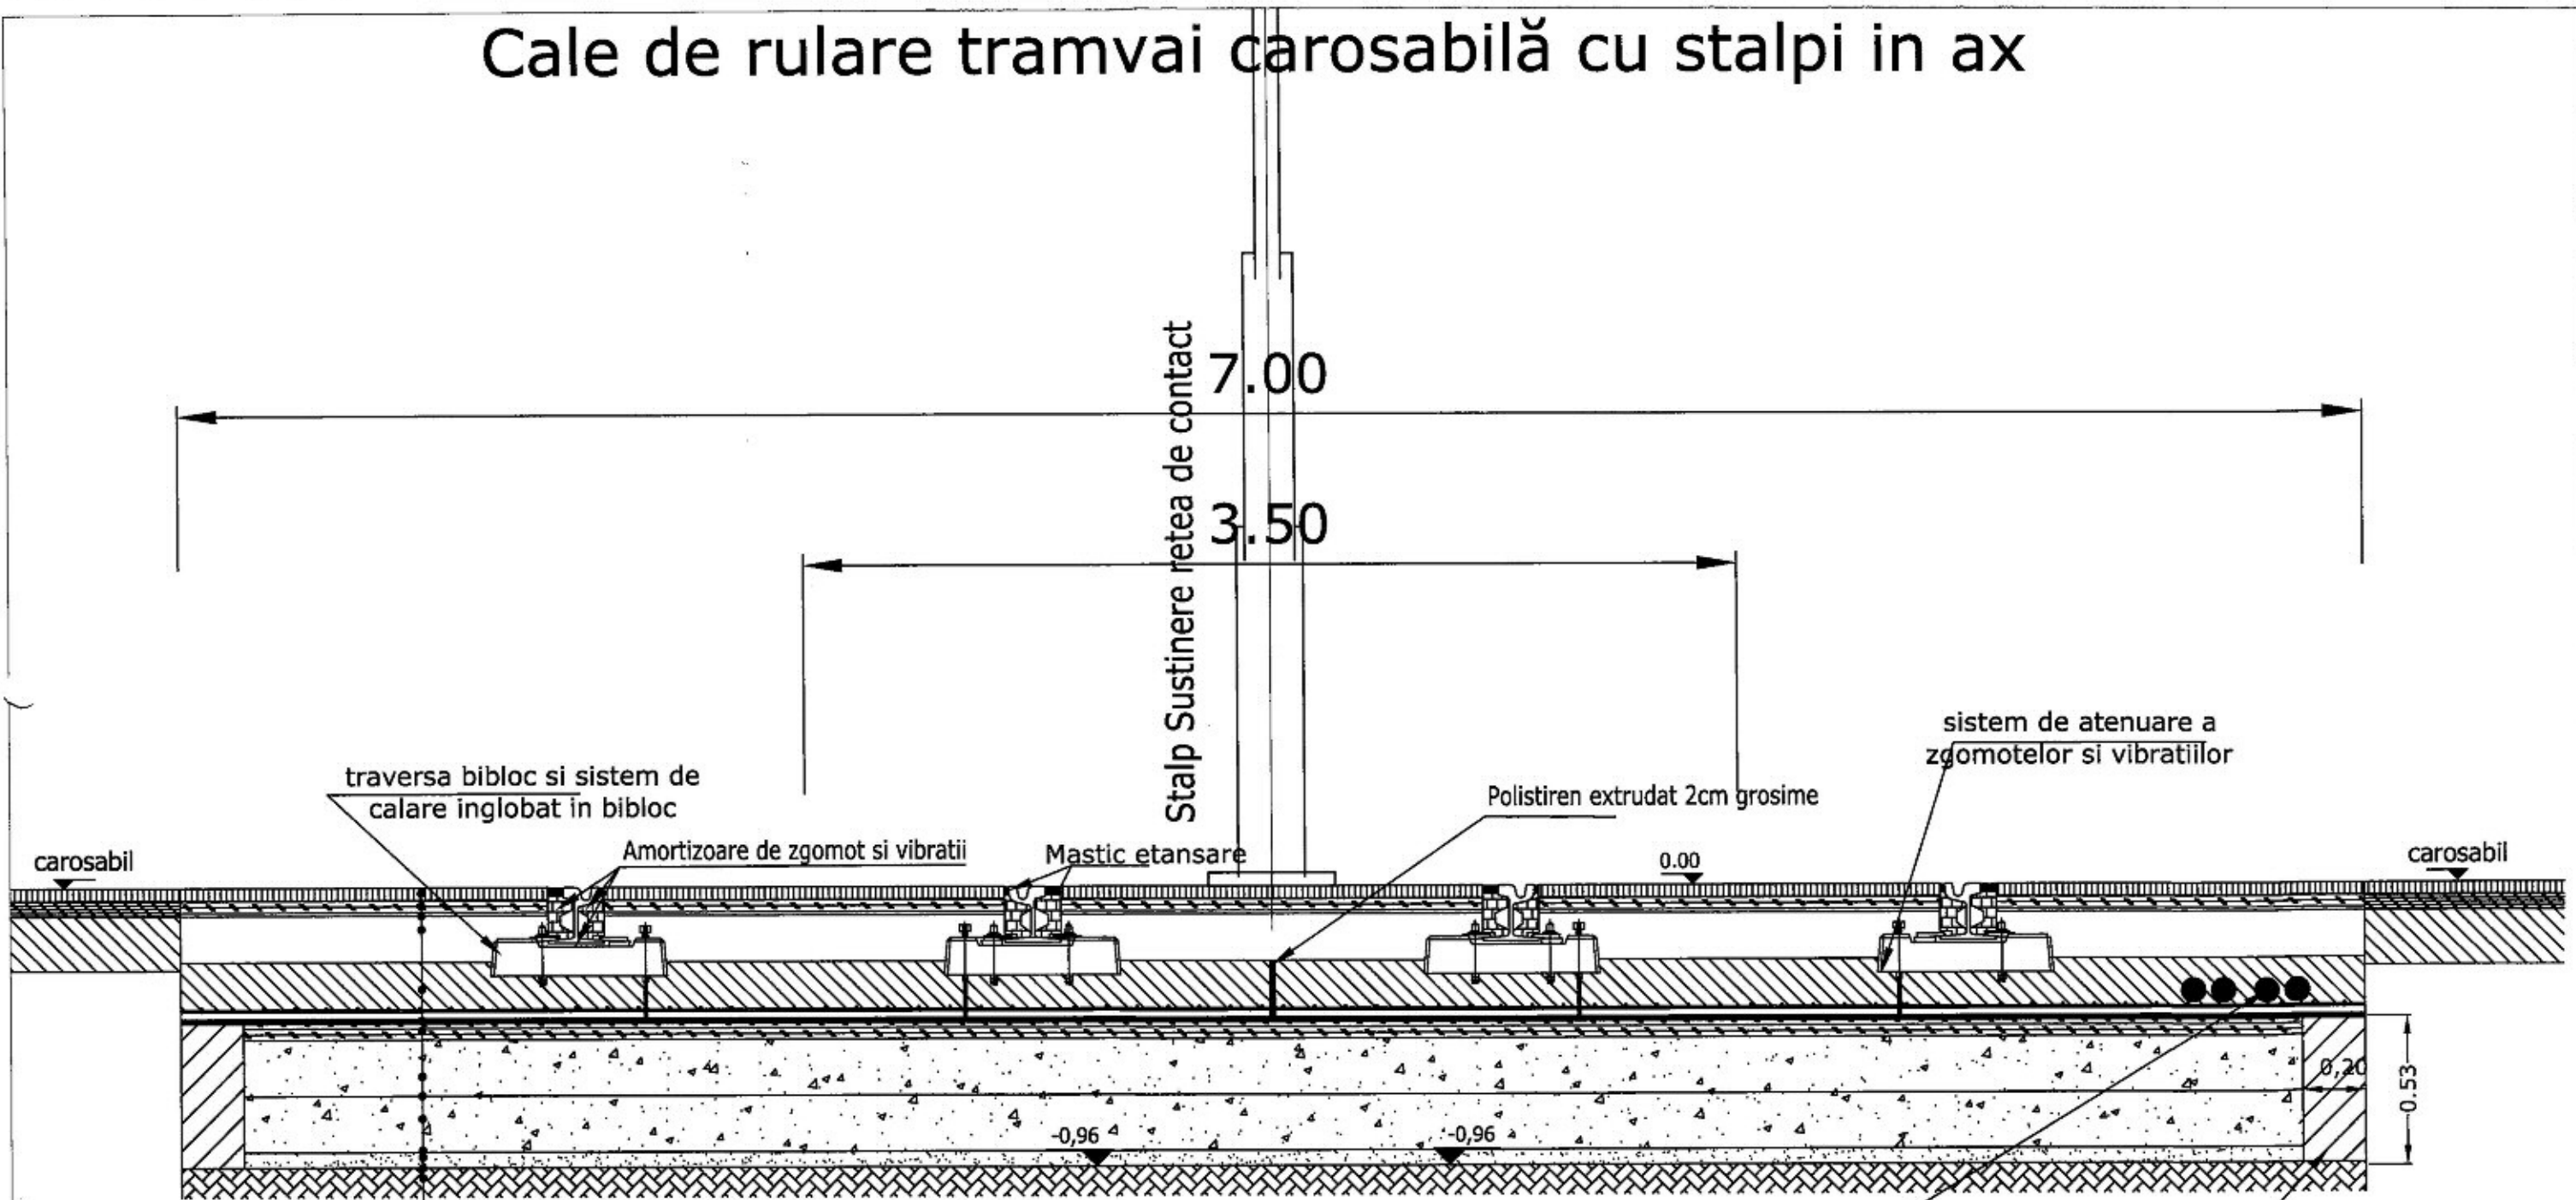 Cale de rulare tramvai carosabilă cu stalpi in ax
7.00
Stalp Sustinere retea de contact
3.50
sistem de atenuare a
zgomotelor si vibratiilor
traversa bibloc si sistem de
calare inglobat in bibloc
Polistiren extrudat 2cm grosime
Amortizoare de zgomot si vibratii
Mastic etansare
carosabil
0.00
carosabil
0,20
0.53
-0,96
-0,96